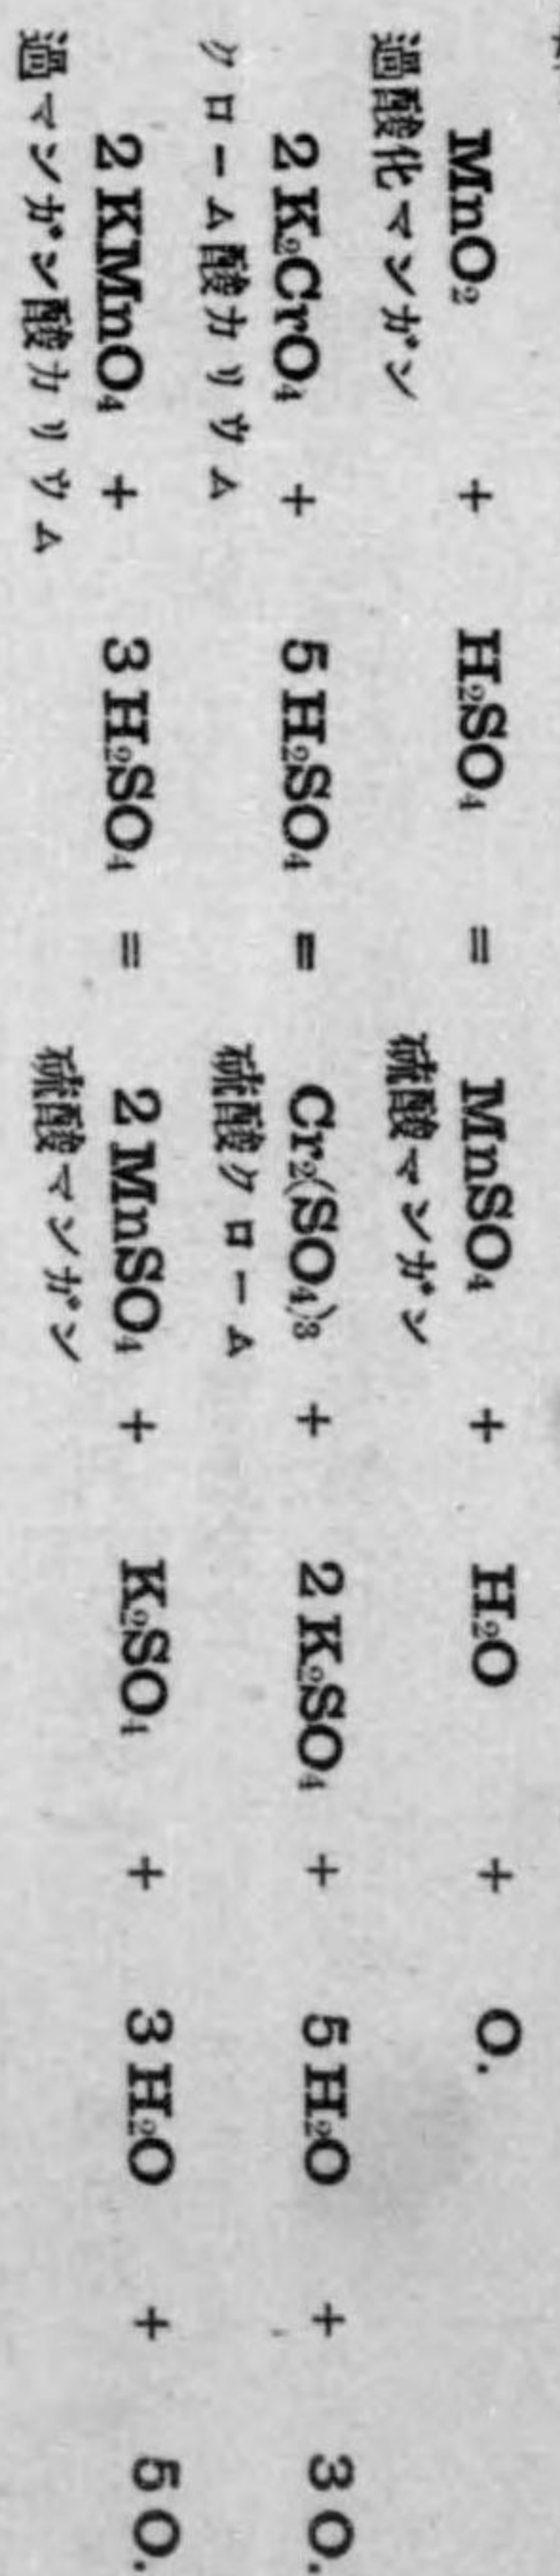 MnO₂ + H₂SO₄ = MnSO₄ + H₂O + O.
過酸化マンガン 硫酸マンガン
2 K₂CrO₄ + 5 H₂SO₄ = Cr₂(SO₄)₃ + 2 K₂SO₄ + 5 H₂O + 3 O.
クローム酸カリウム 硫酸クローム
2 KMnO₄ + 3 H₂SO₄ = 2 MnSO₄ + K₂SO₄ + 3 H₂O + 5 O.
過マンガン酸カリウム 硫酸マンガン